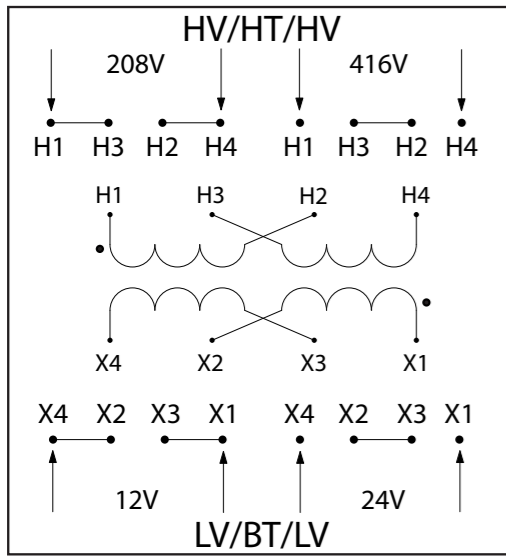 HV/HT/HV
208V 416V
H1 H3 H2 H4 H1 H3 H2 H4
H1 H3 H2 H4
X4 X2 X3 X1
X4 X2 X3 X1 X4 X2 X3 X1
12V 24V
LV/BT/LV